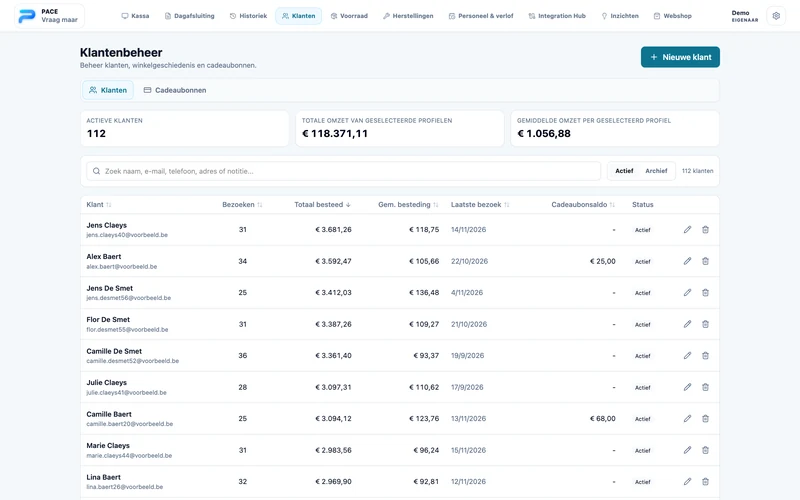 PACE
Vraag maar
Kassa
Dagafsluiting
Historiek
Klanten
Voorraad
Herstellingen
Personeel & verlof
Integration Hub
Inzichten
Webshop
Demo
EIGENAAR
Klantenbeheer
Beheer klanten, winkelgeschiedenis en cadeaubonnen.
Nieuwe klant
Klanten
Cadeaubonnen
ACTIEVE KLANTEN
112
TOTALE OMZET VAN GESELECTEERDE PROFIELEN
€ 118.371,11
GEMIDDELDE OMZET PER GESELECTEERD PROFIEL
€ 1.056,88
Zoek naam, e-mail, telefoon, adres of notitie...
Actief Archief 112 klanten
Klant Bezoeken Totaal besteed Gem. besteding Laatste bezoek Cadeaubonsaldo Status
Jens Claeys
jens.claeys40@voorbeeld.be
31 € 3.681,26 € 118,75 14/11/2026 - Actief
Alex Baert
alex.baert@voorbeeld.be
34 € 3.592,47 € 105,66 22/10/2026 € 25,00 Actief
Jens De Smet
jens.desmet56@voorbeeld.be
25 € 3.412,03 € 136,48 4/11/2026 - Actief
Flor De Smet
flor.desmet55@voorbeeld.be
31 € 3.387,26 € 109,27 21/10/2026 - Actief
Camille De Smet
camille.desmet52@voorbeeld.be
36 € 3.361,40 € 93,37 19/9/2026 - Actief
Julie Claeys
julie.claeys41@voorbeeld.be
28 € 3.097,31 € 110,62 17/9/2026 - Actief
Camille Baert
camille.baert20@voorbeeld.be
25 € 3.094,12 € 123,76 13/11/2026 € 68,00 Actief
Marie Claeys
marie.claeys44@voorbeeld.be
31 € 2.983,56 € 96,24 15/11/2026 - Actief
Lina Baert
lina.baert26@voorbeeld.be
32 € 2.969,90 € 92,81 12/11/2026 - Actief